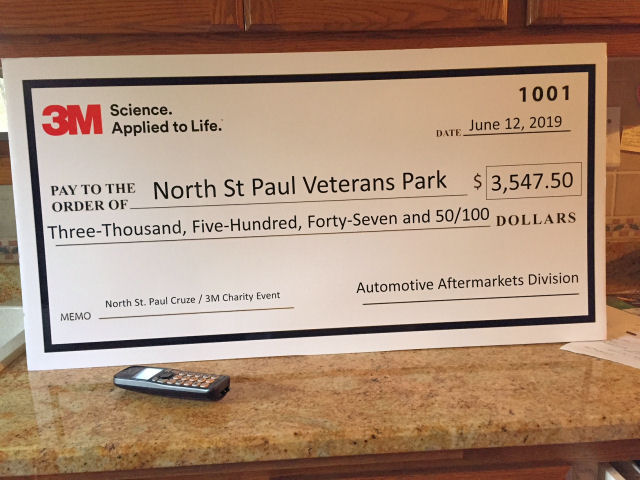 1001
3M Science.
Applied to Life.
DATE June 12, 2019
PAY TO THE
ORDER OF North St Paul Veterans Park $ 3,547.50
Three-Thousand, Five-Hundred, Forty-Seven and 50/100 DOLLARS
Automotive Aftermarkets Division
MEMO North St. Paul Cruze / 3M Charity Event